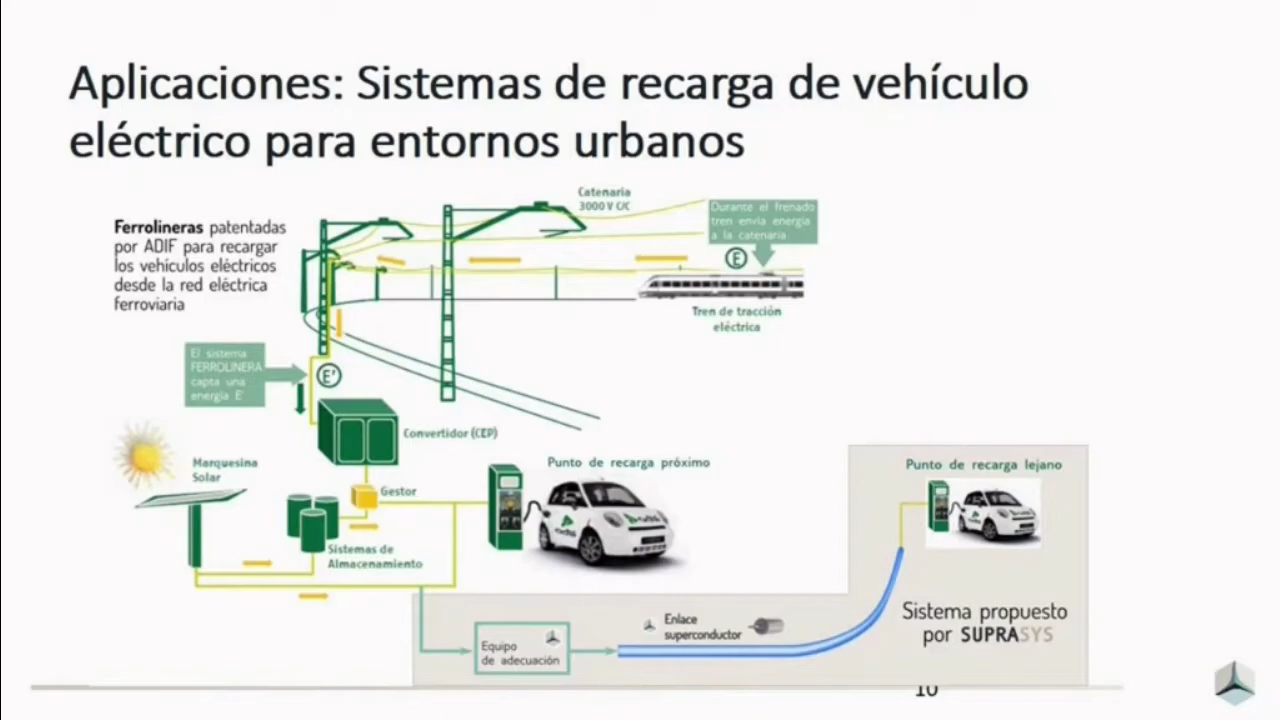 Aplicaciones: Sistemas de recarga de vehículo
eléctrico para entornos urbanos
Ferrolineras patentadas
por ADIF para recargar
los vehículos eléctricos
desde la red eléctrica
ferroviaria
Catenaria
3000 V C/C
Durante el frenado
tren envía energía
a la catenaria
E
Tren de tracción
eléctrica
El sistema
FERROLINERA
capta una
energía E'
E'
Convertidor (CEP)
Marquesina
Solar
Gestor
Sistemas de
Almacenamiento
Punto de recarga próximo
Punto de recarga lejano
Equipo
de adecuación
Enlace
superconductor
Sistema propuesto
por SUPRASYS
10